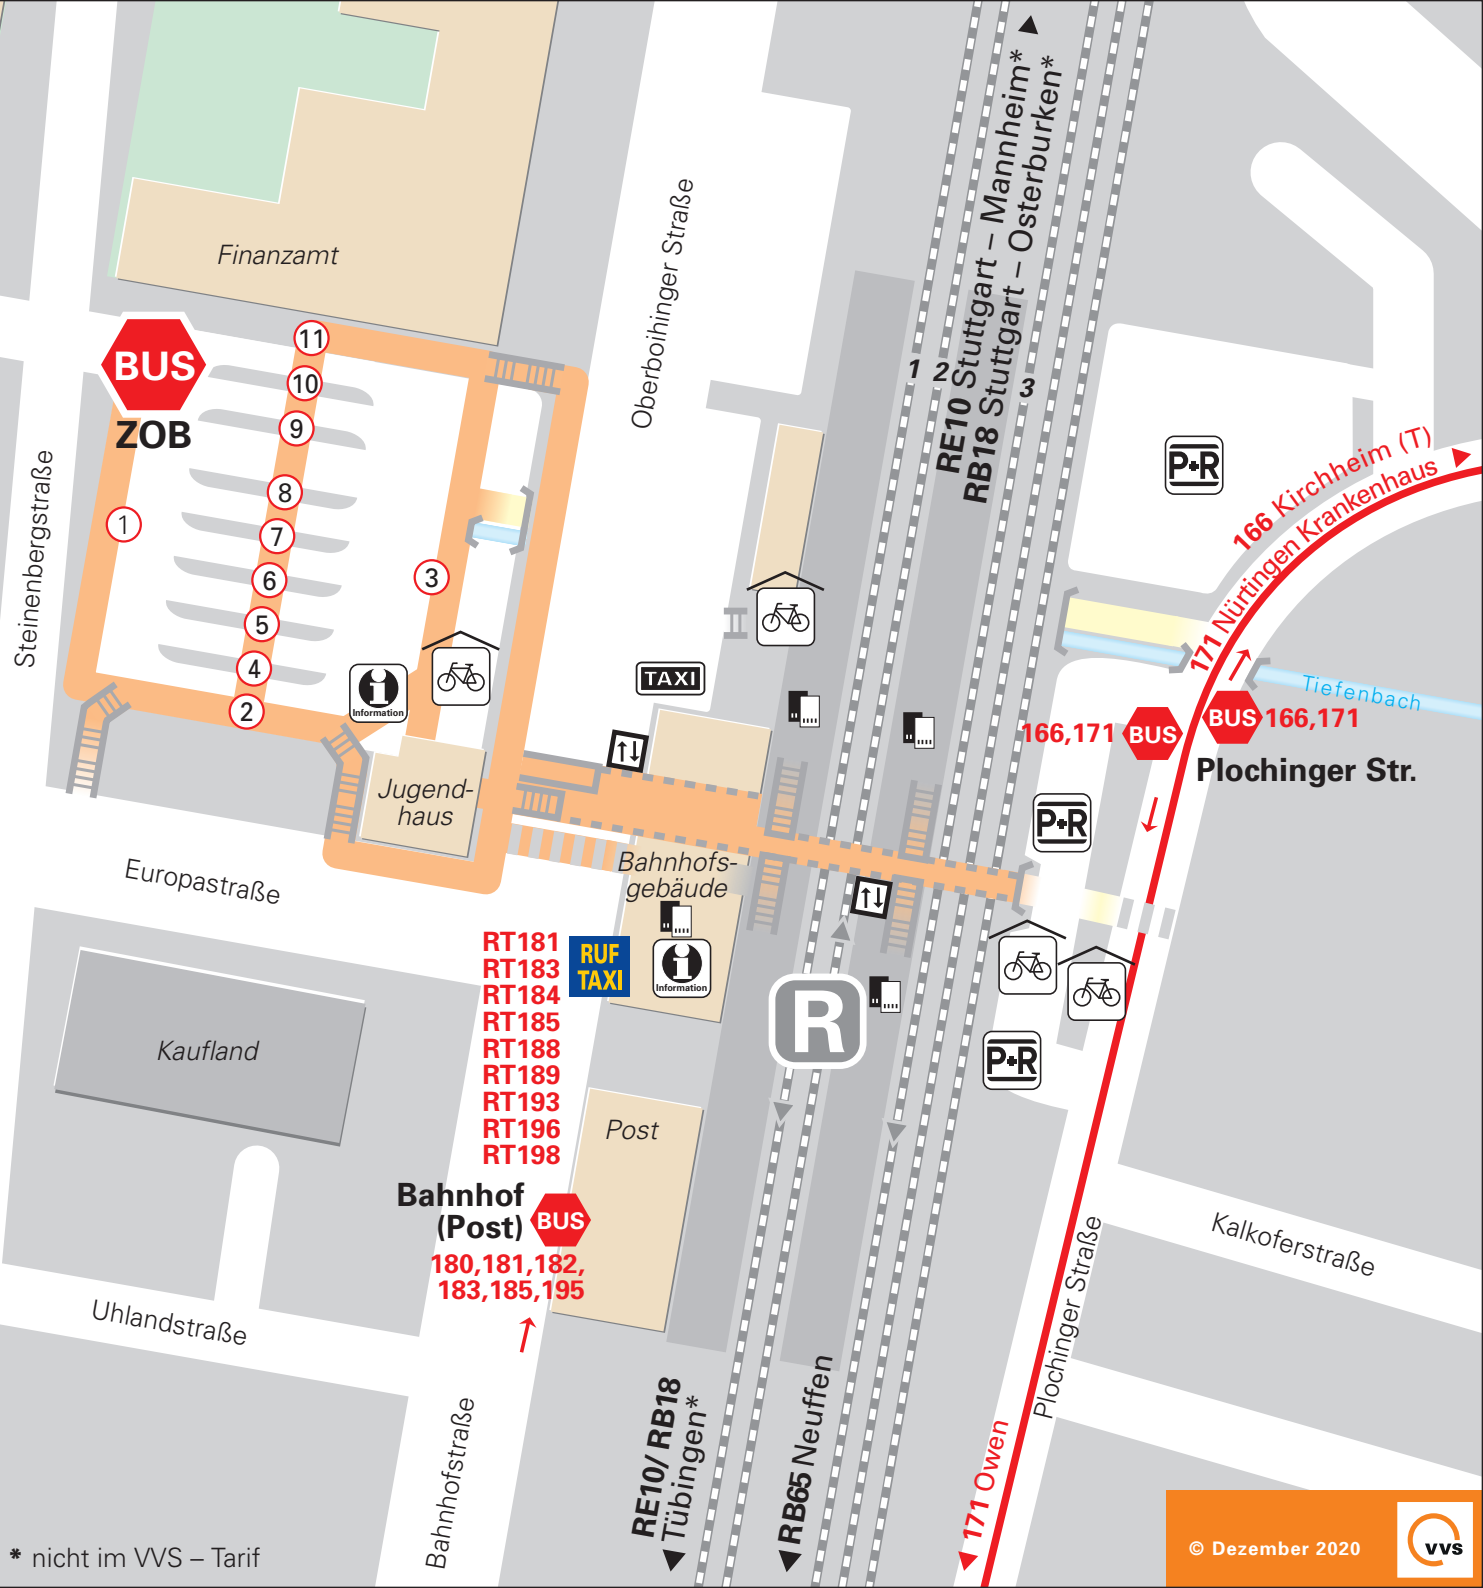 Finanzamt
BUS
ZOB
11
10
9
8
7
6
5
4
2
1
3
Steinenbergstraße
Oberboihinger Straße
RE10 Stuttgart – Mannheim*
RB18 Stuttgart – Osterburken*
1
2
3
P+R
166 Kirchheim (T)
171 Nürtingen Krankenhaus
Tiefenbach
166,171
BUS
BUS
166,171
Plochinger Str.
P+R
TAXI
Information
Jugend-
haus
Europastraße
Bahnhofs-
gebäude
Information
RUF
TAXI
RT181
RT183
RT184
RT185
RT188
RT189
RT193
RT196
RT198
R
P+R
Kaufland
Post
Bahnhof
(Post)
BUS
180,181,182,
183,185,195
Uhlandstraße
Bahnhofstraße
Kalkoferstraße
Plochinger Straße
RE10/ RB18
Tübingen*
RB65 Neuffen
171 Owen
* nicht im VVS – Tarif
© Dezember 2020
vvs